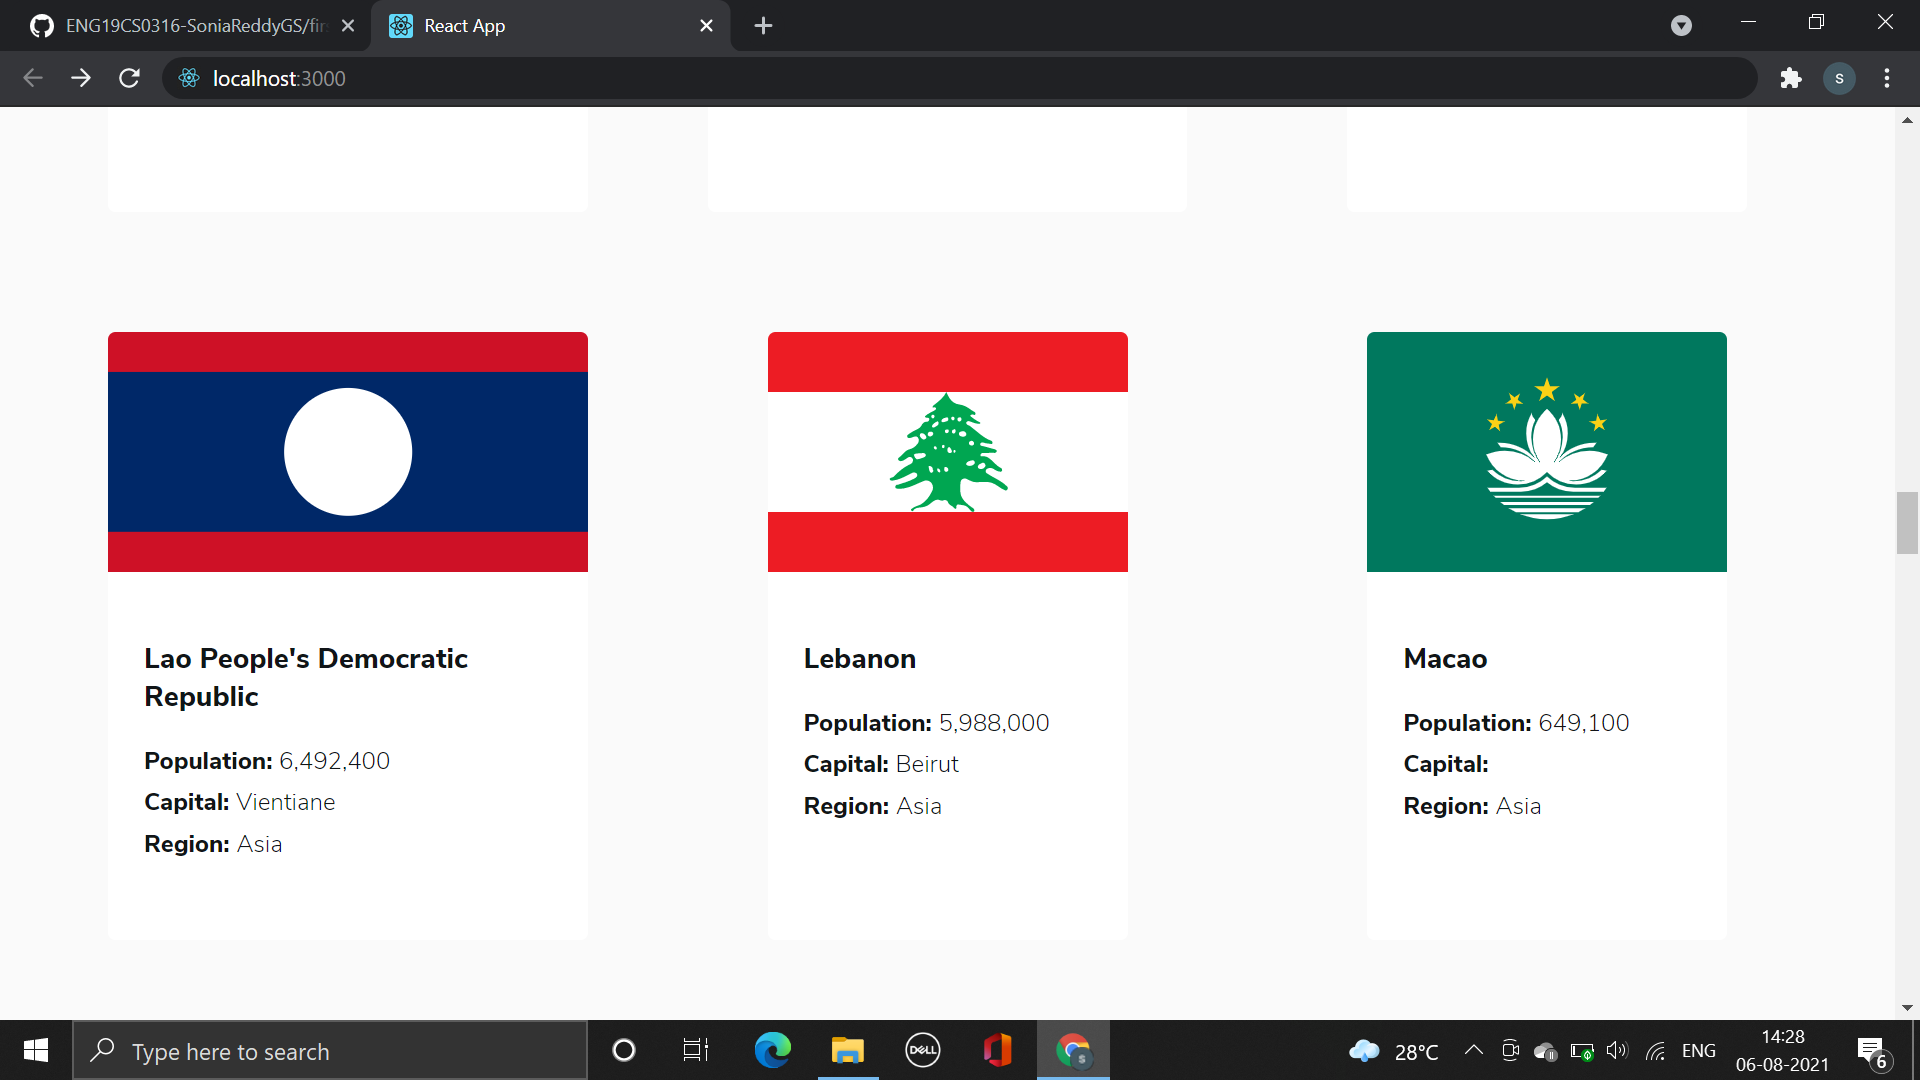 ENG19CS0316-SoniaReddyGS/fir
React App
localhost:3000
S
Lao People's Democratic
Republic
Population: 6,492,400
Capital: Vientiane
Region: Asia
Lebanon
Population: 5,988,000
Capital: Beirut
Region: Asia
Macao
Population: 649,100
Capital:
Region: Asia
Type here to search
DELL
S
28°C
ENG
14:28
06-08-2021
6